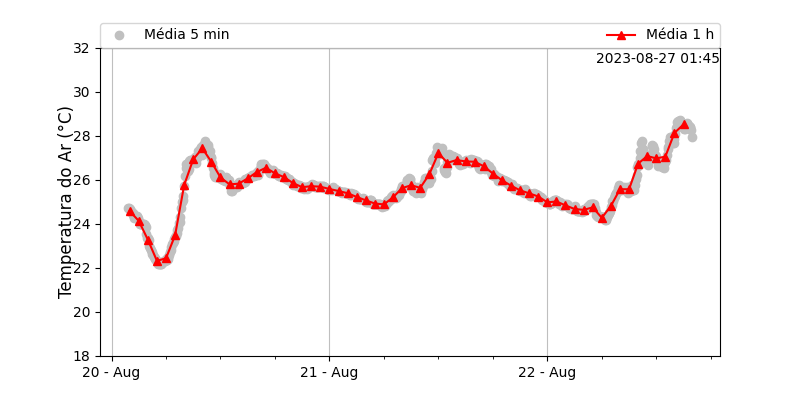 Média 5 min
Média 1 h
2023-08-27 01:45
Temperatura do Ar (°C)
32
30
28
26
24
22
20
18
20 - Aug
21 - Aug
22 - Aug